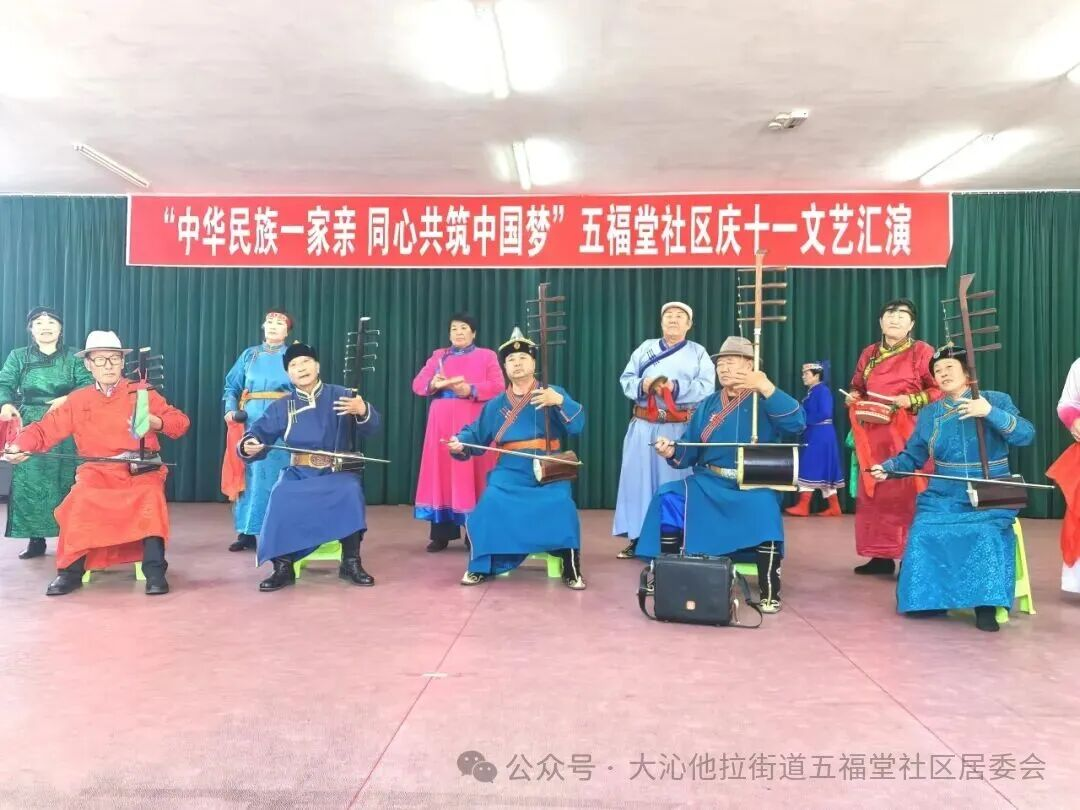 “中华民族一家亲 同心共筑中国梦”五福堂社区庆十一文艺汇演
公众号·大沁他拉街道五福堂社区居委会